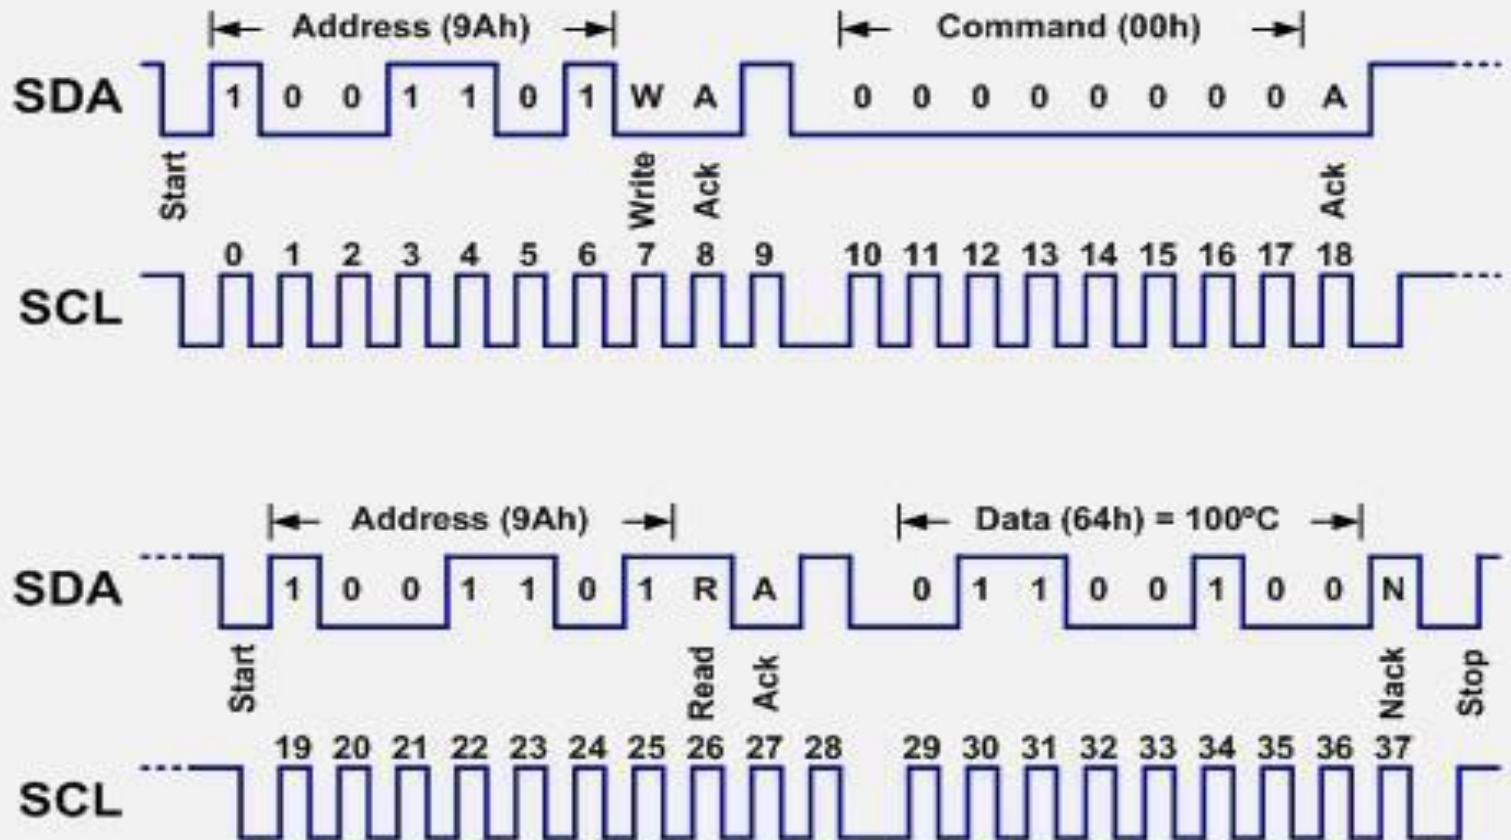 Address (9Ah) Command (00h)
SDA 1 0 0 1 1 0 1 W A 0 0 0 0 0 0 0 0 A
Start Write Ack Ack
0 1 2 3 4 5 6 7 8 9 10 11 12 13 14 15 16 17 18
SCL
Address (9Ah) Data (64h) = 100ºC
SDA 1 0 0 1 1 0 1 R A 0 1 1 0 0 1 0 0 N
Start Read Ack Nack Stop
19 20 21 22 23 24 25 26 27 28 29 30 31 32 33 34 35 36 37
SCL